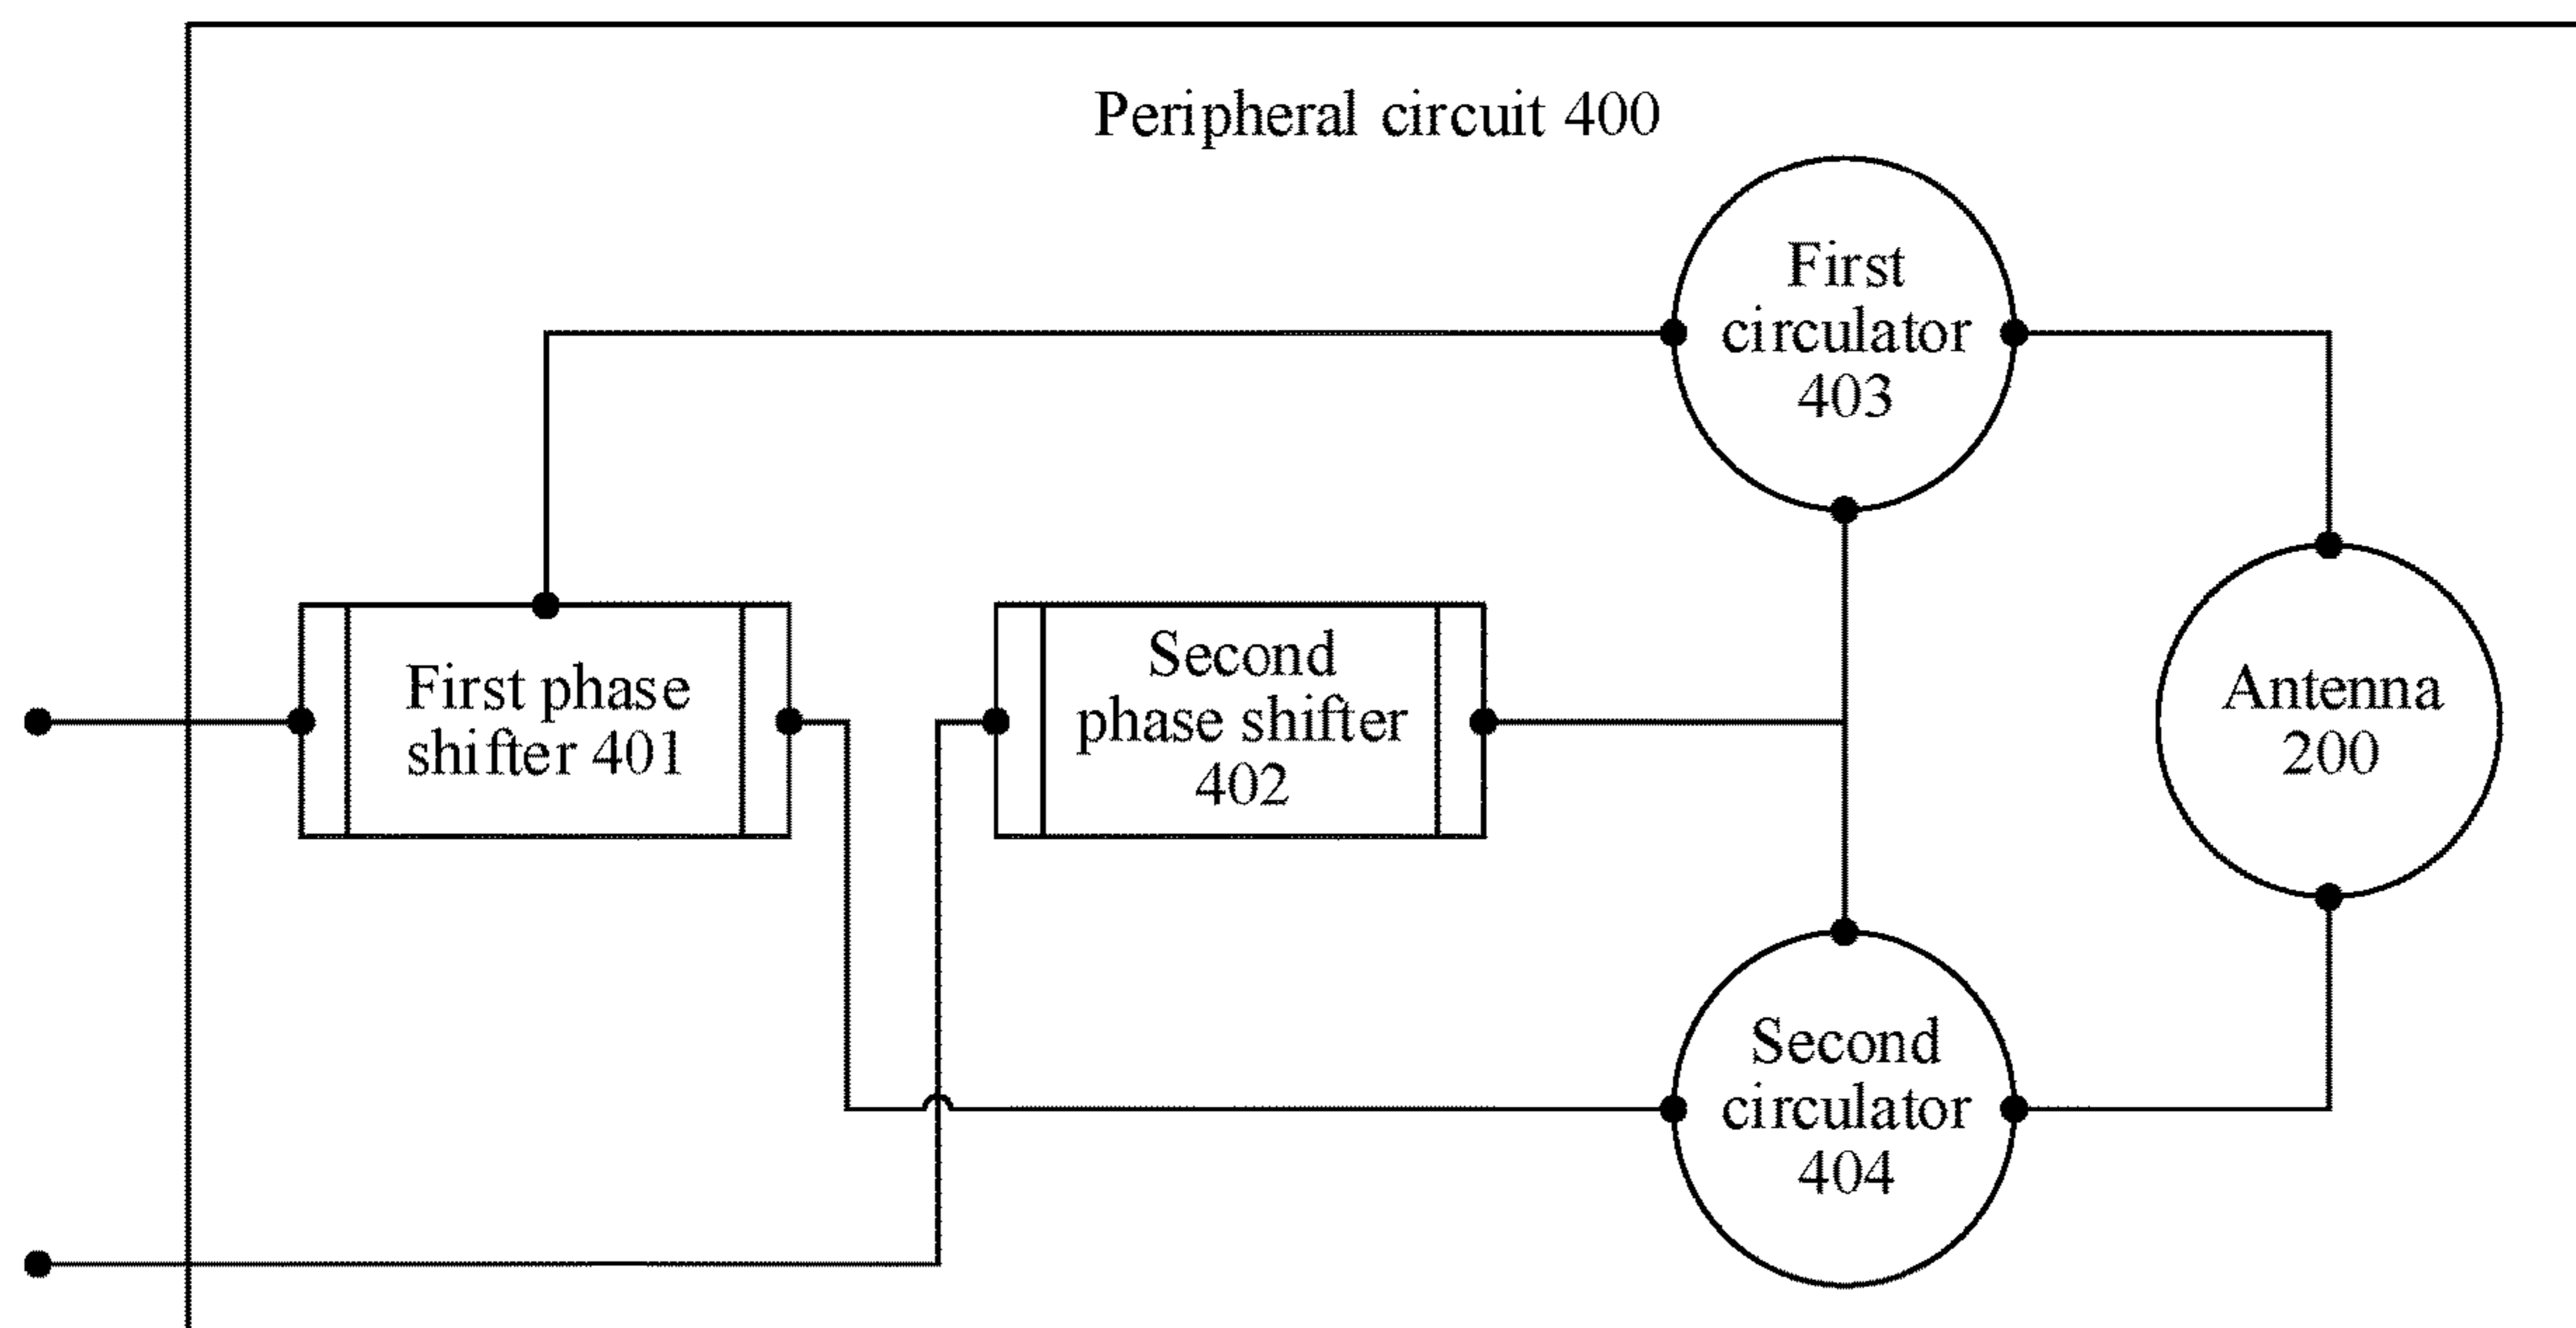 Peripheral circuit 400
First
circulator
403
First phase
shifter 401
Second
phase shifter
402
Antenna
200
Second
circulator
404